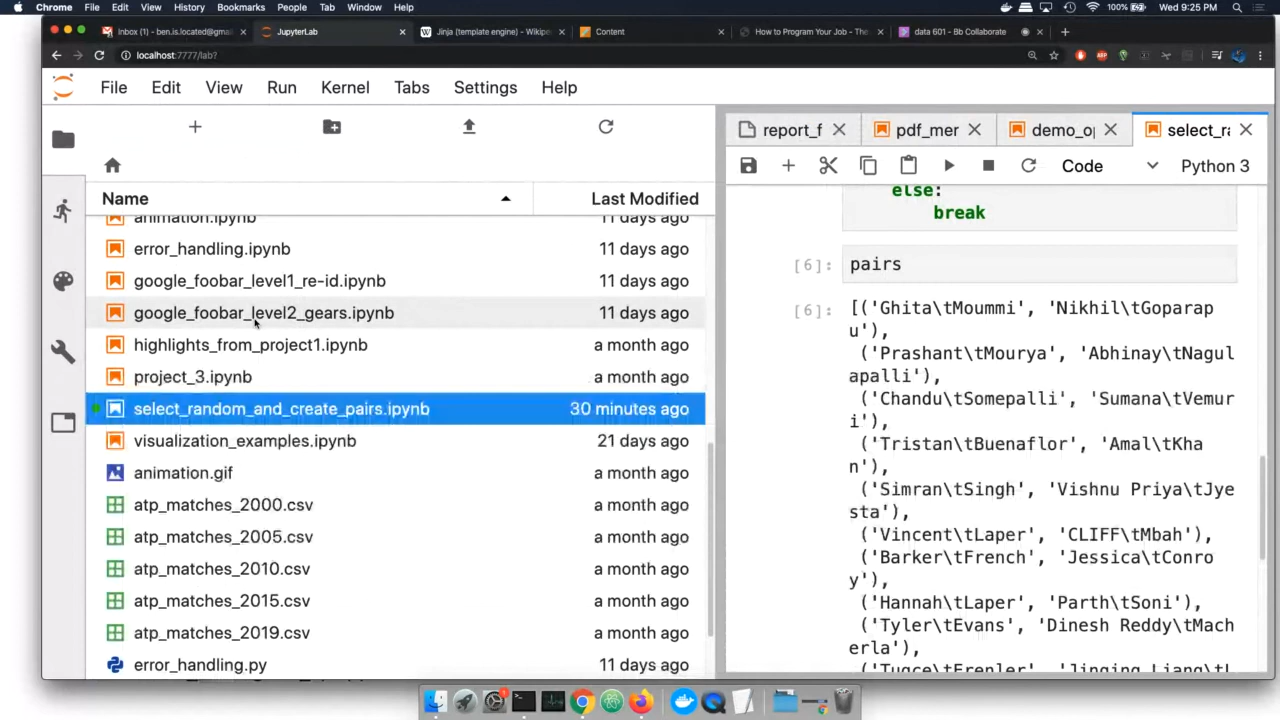 Chrome File Edit View History Bookmarks People Tab Window Help 100% Wed 9:25 PM
Inbox (1) - ben.is.located@gmai JupyterLab Jinja (template engine) - Wikipe Content How to Program Your Job - The data 601 - Bb Collaborate
localhost:7777/lab?
File Edit View Run Kernel Tabs Settings Help
report_f pdf_mer demo_o select_ra
Code Python 3
Name Last Modified
animation.ipynb 11 days ago
error_handling.ipynb 11 days ago
google_foobar_level1_re-id.ipynb 11 days ago
google_foobar_level2_gears.ipynb 11 days ago
highlights_from_project1.ipynb a month ago
project_3.ipynb a month ago
select_random_and_create_pairs.ipynb 30 minutes ago
visualization_examples.ipynb 21 days ago
animation.gif a month ago
atp_matches_2000.csv a month ago
atp_matches_2005.csv a month ago
atp_matches_2010.csv a month ago
atp_matches_2015.csv a month ago
atp_matches_2019.csv a month ago
error_handling.py 11 days ago
else:
break
[6]: pairs
[6]: [('Ghita\tMoummi', 'Nikhil\tGoparap
u'),
('Prashant\tMourya', 'Abhinay\tNagul
apalli'),
('Chandu\tSomepalli', 'Sumana\tVemur
i'),
('Tristan\tBuenaflor', 'Amal\tKha
n'),
('Simran\tSingh', 'Vishnu Priya\tJye
sta'),
('Vincent\tLaper', 'CLIFF\tMbah'),
('Barker\tFrench', 'Jessica\tConro
y'),
('Hannah\tLaper', 'Parth\tSoni'),
('Tyler\tEvans', 'Dinesh Reddy\tMach
erla'),
('Tugce\tErenler', 'Jinjing Liang\tL